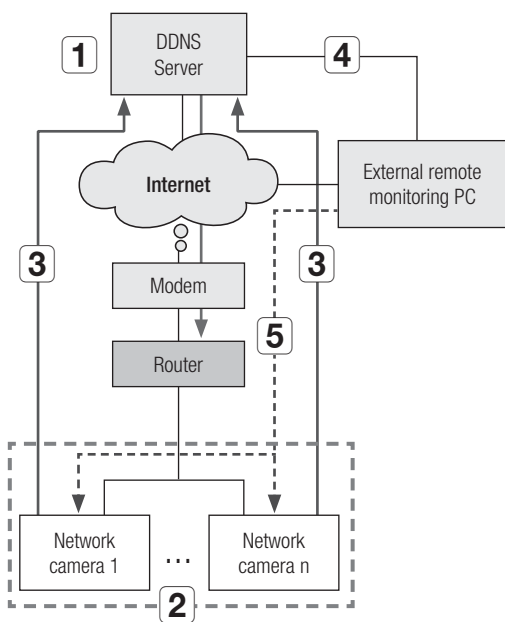 1
DDNS
Server
4
Internet
External remote
monitoring PC
3
3
Modem
5
Router
Network
camera 1
...
Network
camera n
2